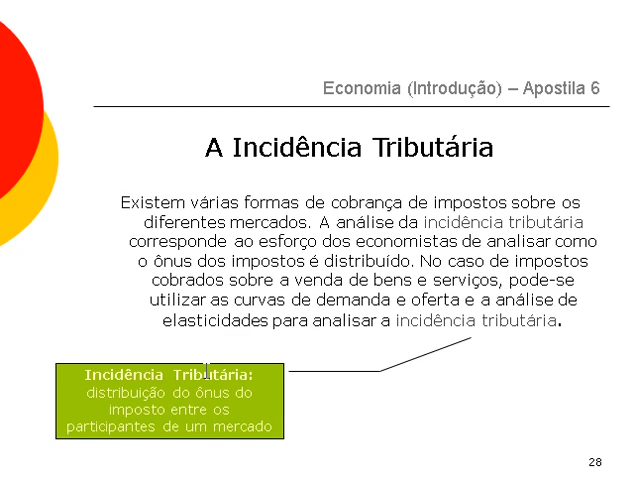 Economia (Introdução) – Apostila 6
A Incidência Tributária
Existem várias formas de cobrança de impostos sobre os
diferentes mercados. A análise da incidência tributária
corresponde ao esforço dos economistas de analisar como
o ônus dos impostos é distribuído. No caso de impostos
cobrados sobre a venda de bens e serviços, pode-se
utilizar as curvas de demanda e oferta e a análise de
elasticidades para analisar a incidência tributária.
Incidência Tributária:
distribuição do ônus do
imposto entre os
participantes de um mercado
28